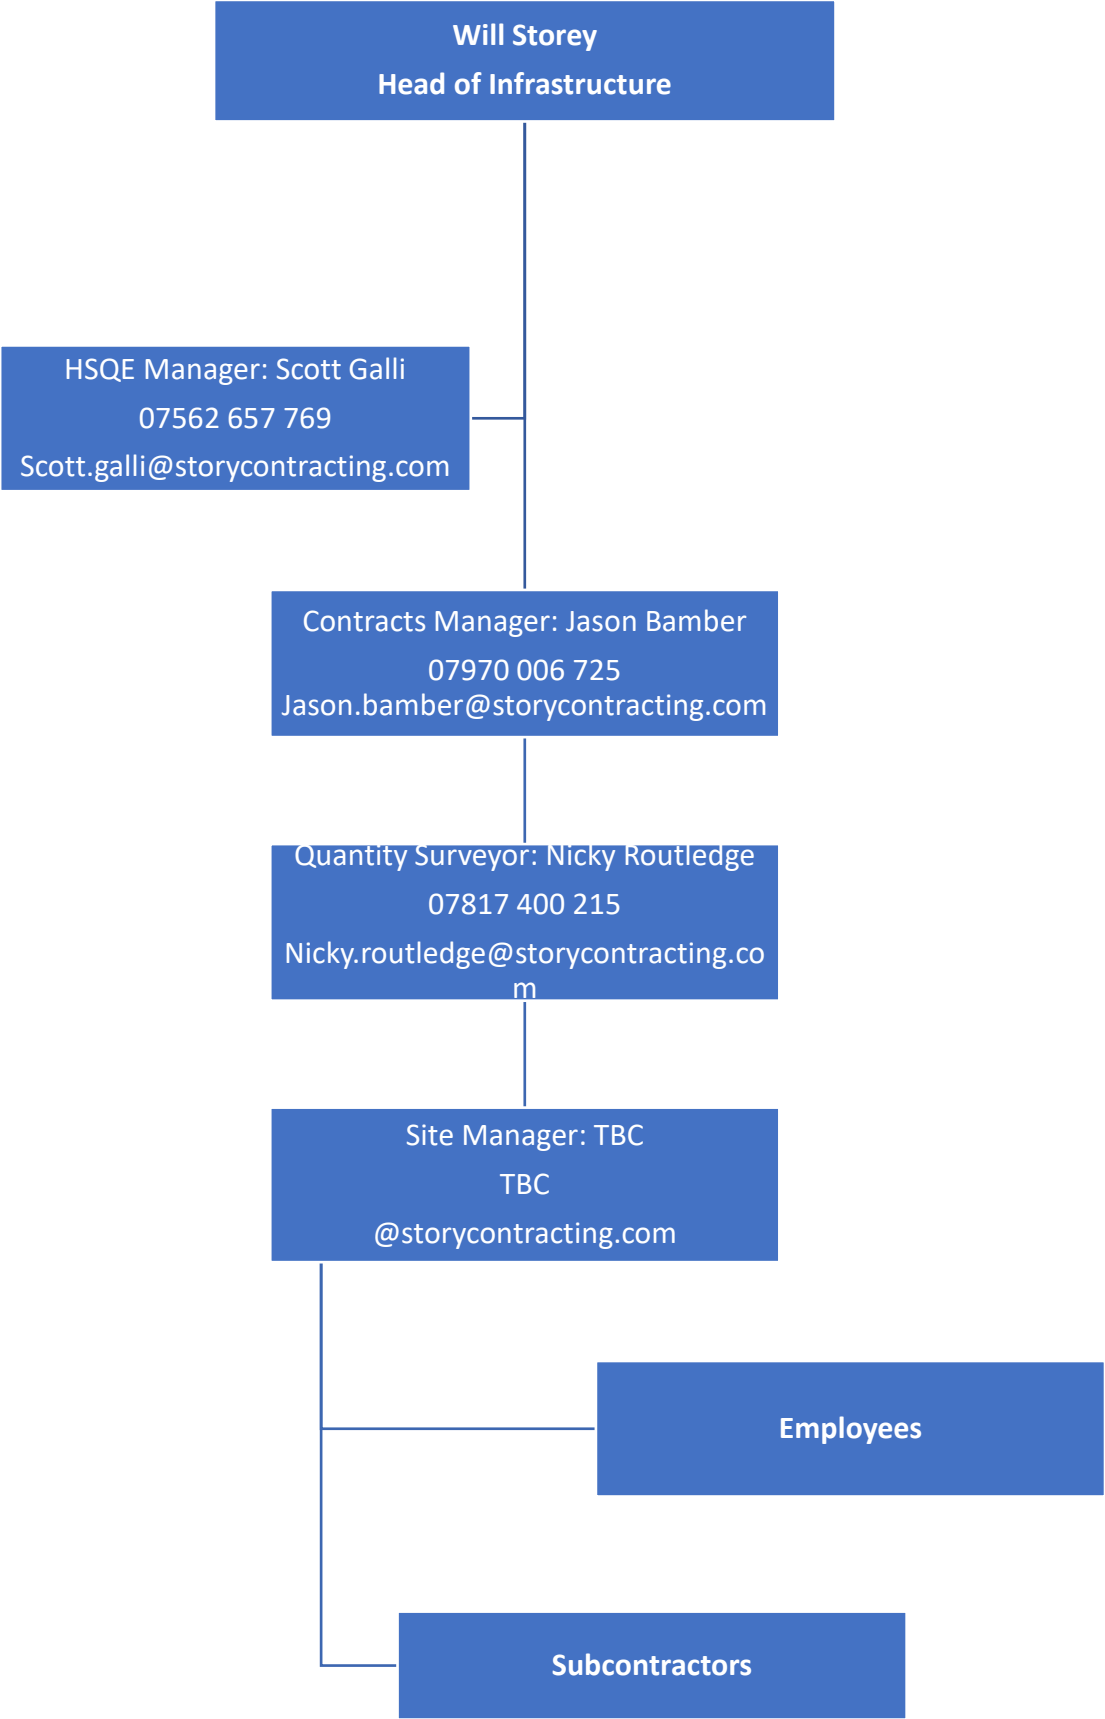 Will Storey
Head of Infrastructure
HSQE Manager: Scott Galli
07562 657 769
Scott.galli@storycontracting.com
Contracts Manager: Jason Bamber
07970 006 725
Jason.bamber@storycontracting.com
Quantity Surveyor: Nicky Routledge
07817 400 215
Nicky.routledge@storycontracting.co
m
Site Manager: TBC
TBC
@storycontracting.com
Employees
Subcontractors